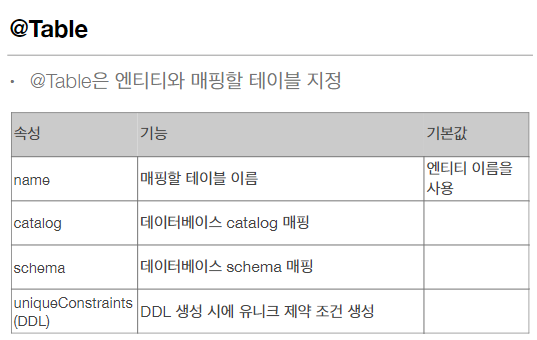 @Table
• @Table은 엔티티와 매핑할 테이블 지정
속성 기능 기본값
name 매핑할 테이블 이름 엔티티 이름을
사용
catalog 데이터베이스 catalog 매핑
schema 데이터베이스 schema 매핑
uniqueConstraints
(DDL) DDL 생성 시에 유니크 제약 조건 생성